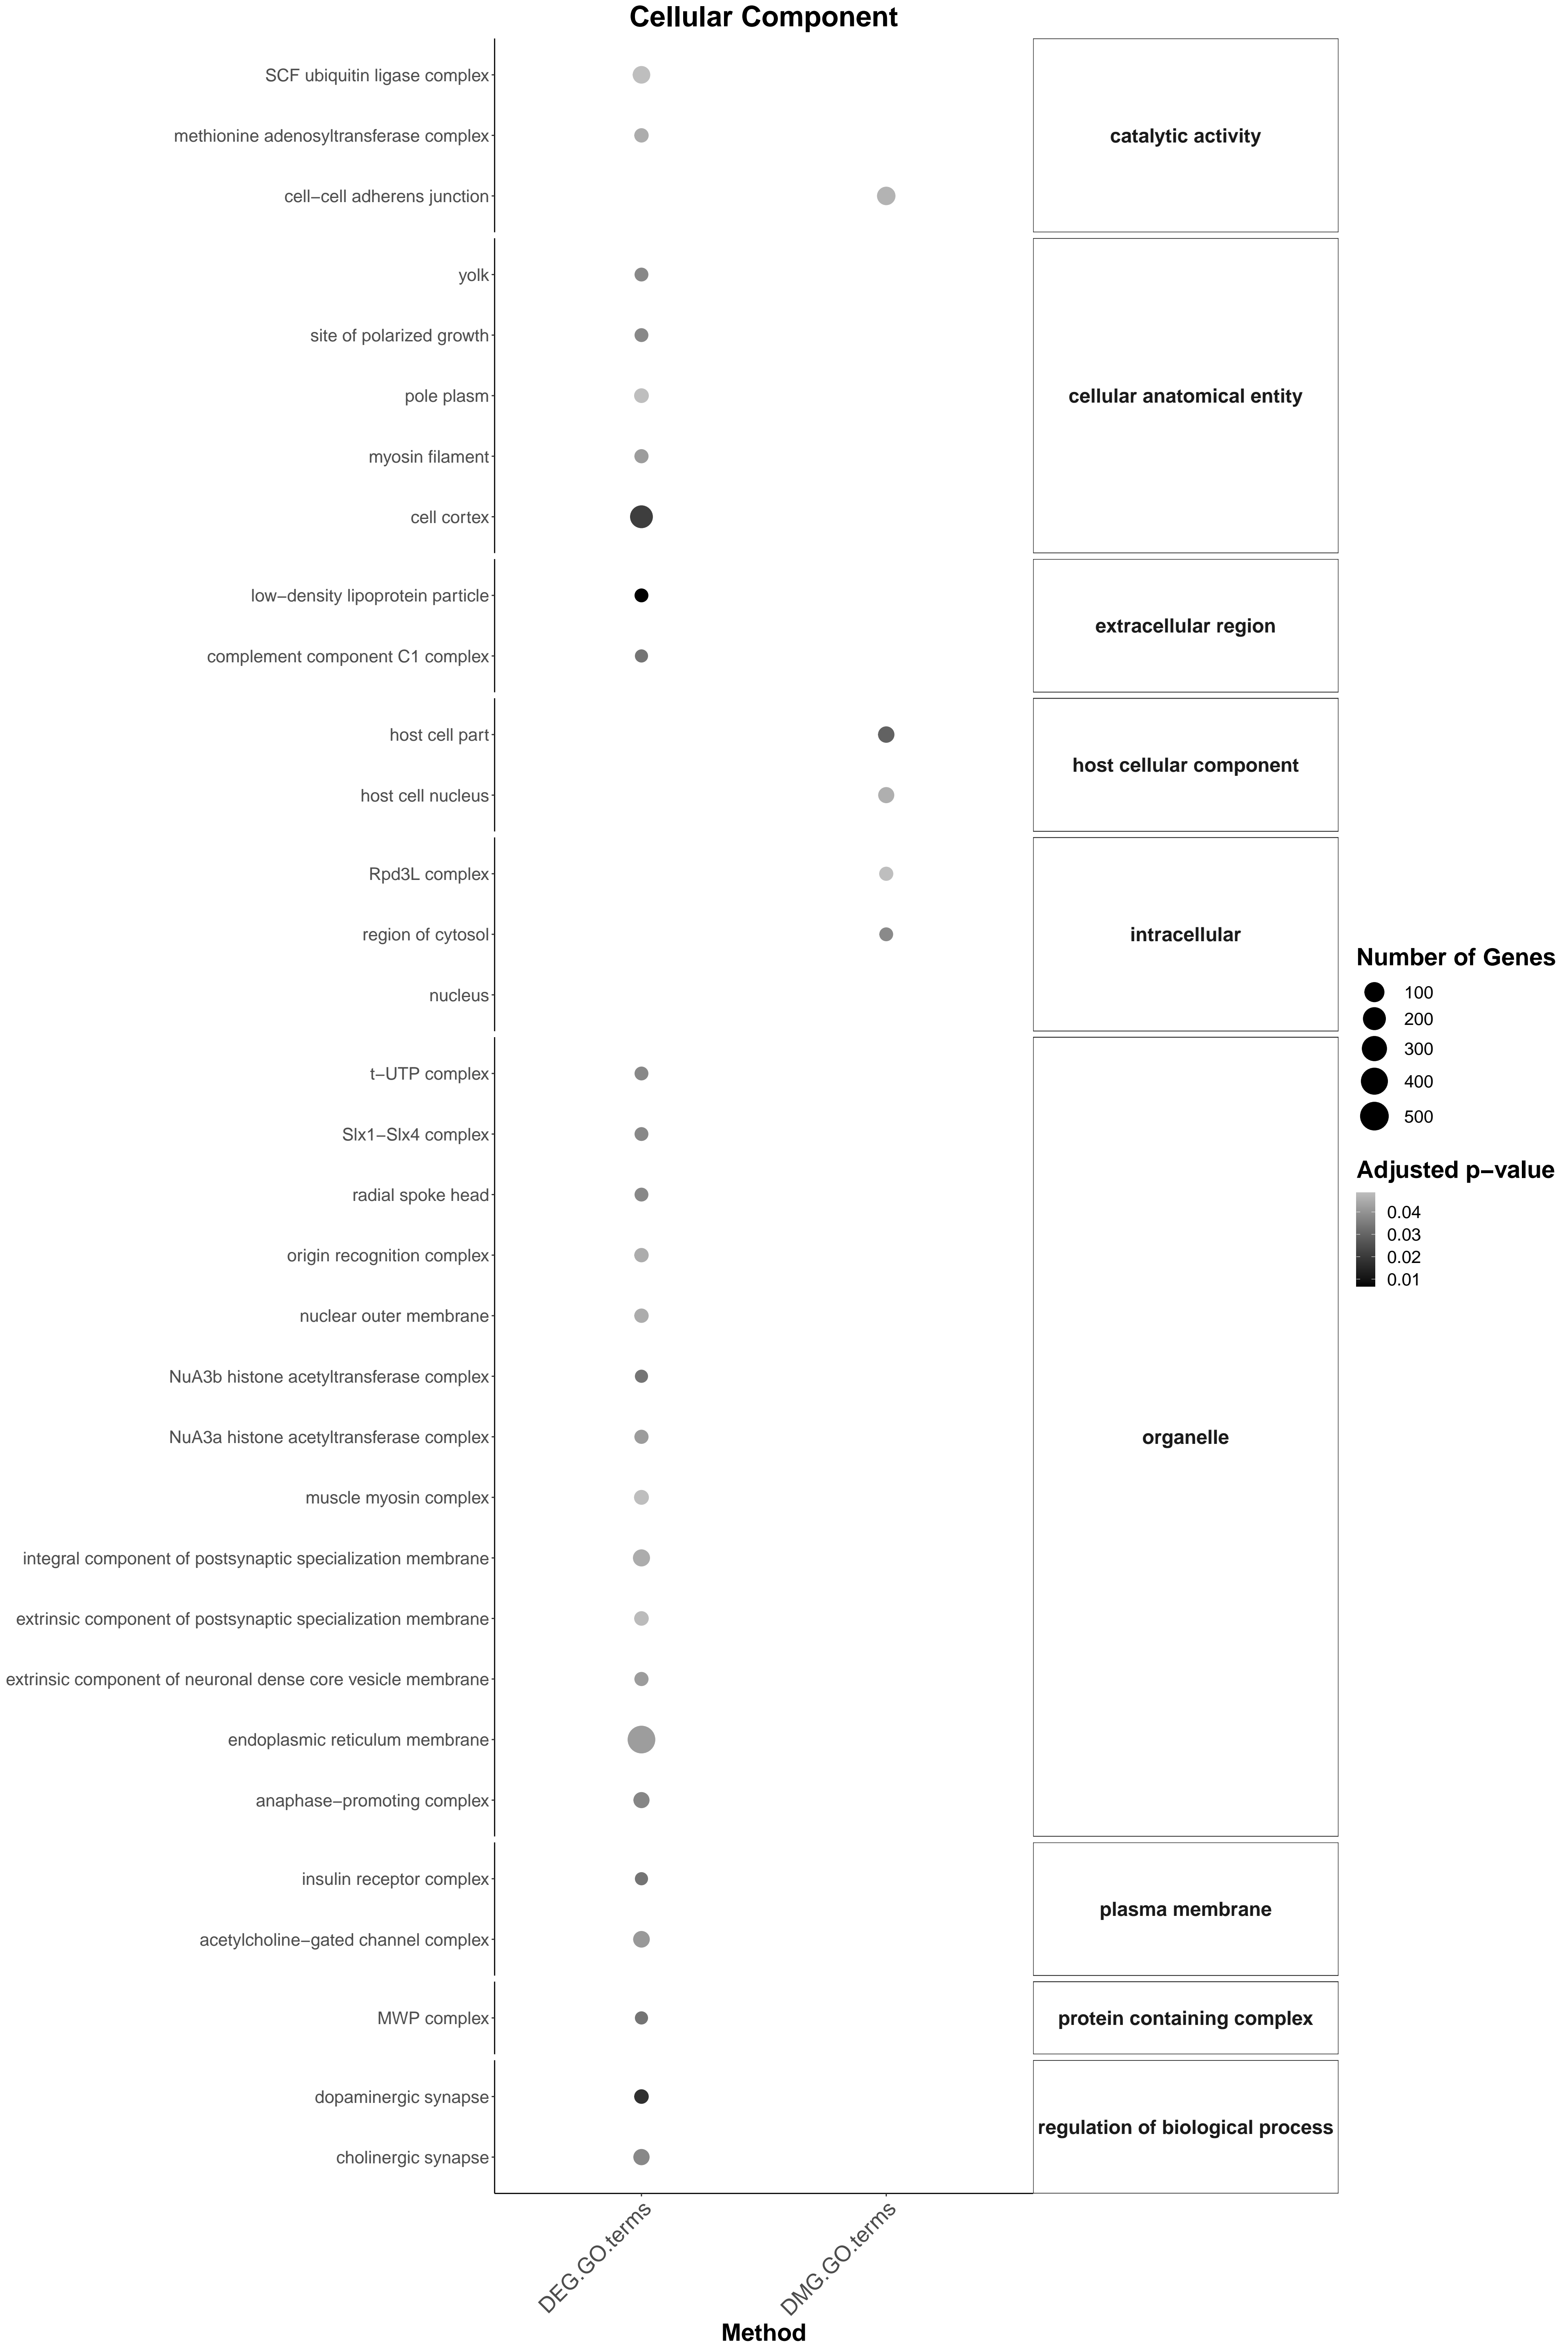 Cellular Component
SCF ubiquitin ligase complex
methionine adenosyltransferase complex
cell−cell adherens junction
catalytic activity
yolk
site of polarized growth
pole plasm
myosin filament
cell cortex
cellular anatomical entity
low−density lipoprotein particle
complement component C1 complex
extracellular region
host cell part
host cell nucleus
host cellular component
Rpd3L complex
region of cytosol
nucleus
intracellular
t−UTP complex
Slx1−Slx4 complex
radial spoke head
origin recognition complex
nuclear outer membrane
NuA3b histone acetyltransferase complex
NuA3a histone acetyltransferase complex
muscle myosin complex
integral component of postsynaptic specialization membrane
extrinsic component of postsynaptic specialization membrane
extrinsic component of neuronal dense core vesicle membrane
endoplasmic reticulum membrane
anaphase−promoting complex
organelle
insulin receptor complex
acetylcholine−gated channel complex
plasma membrane
MWP complex
protein containing complex
dopaminergic synapse
cholinergic synapse
regulation of biological process
DEG.GO.terms
DMG.GO.terms
Method
Number of Genes
100
200
300
400
500
Adjusted p−value
0.04
0.03
0.02
0.01